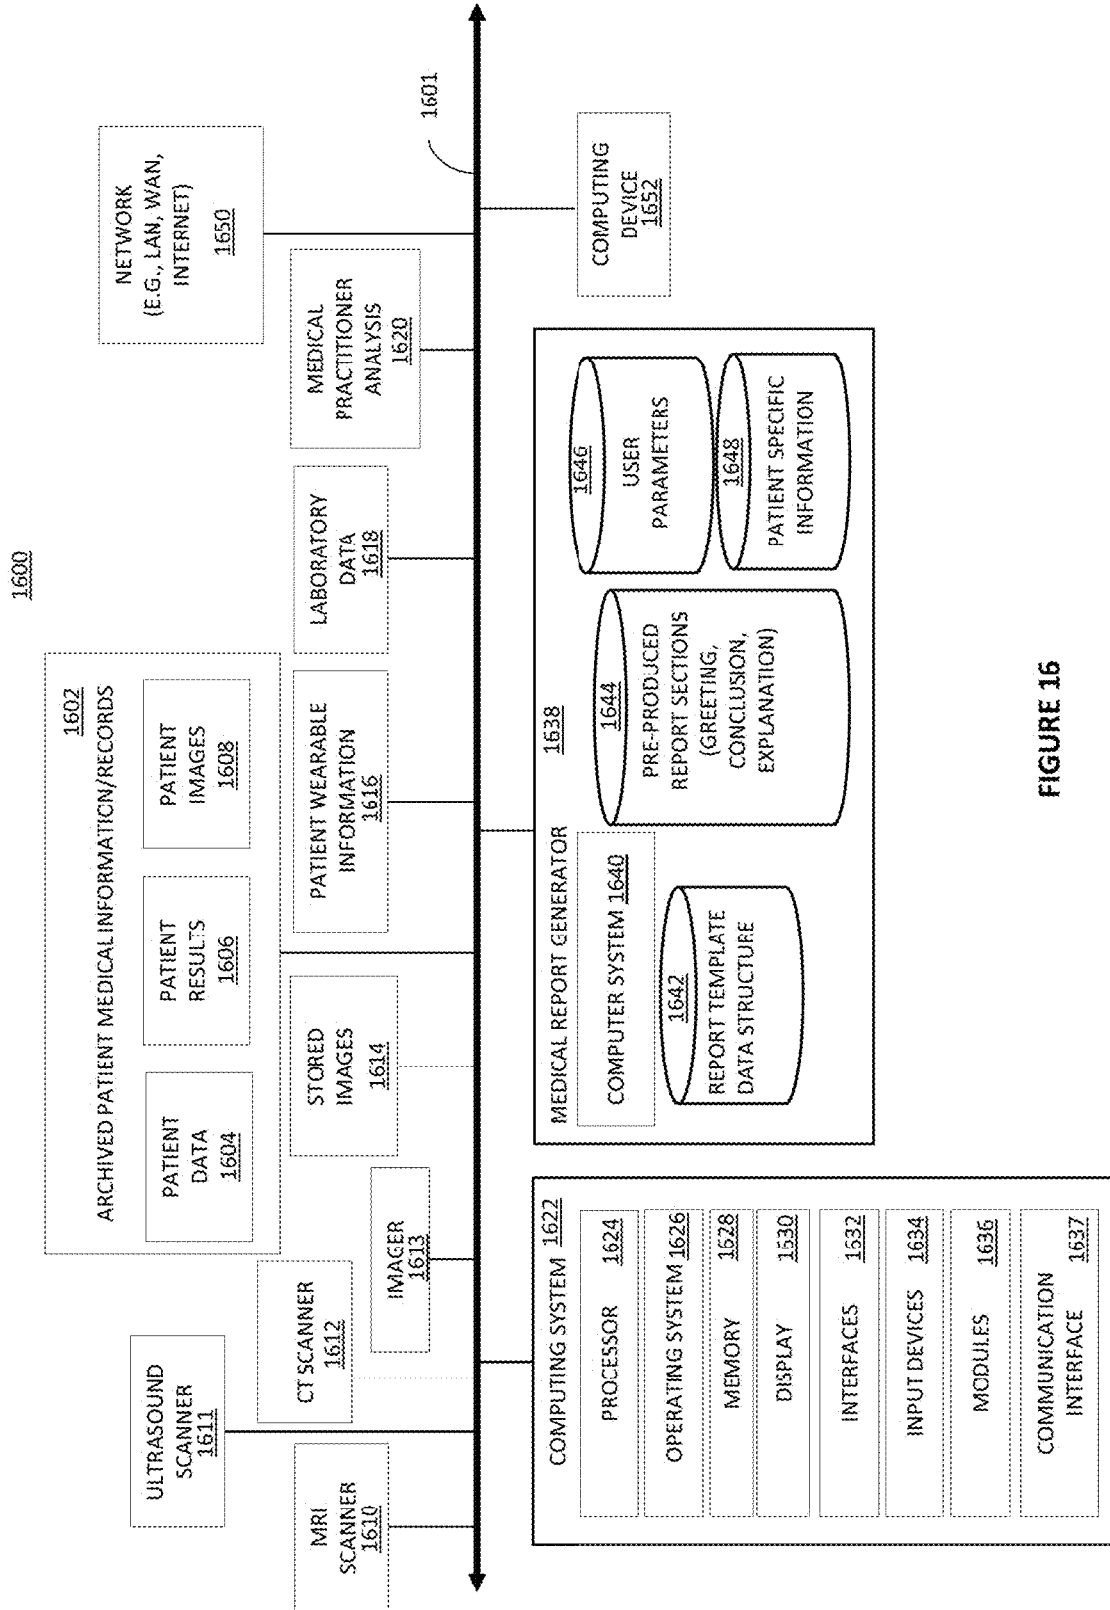 1600
ARCHIVED PATIENT MEDICAL INFORMATION/RECORDS
1602
PATIENT
DATA
1604
PATIENT
RESULTS
1606
PATIENT
IMAGES
1608
NETWORK
(E.G., LAN, WAN,
INTERNET)
1650
ULTRASOUND
SCANNER
1611
MRI
SCANNER
1610
CT SCANNER
1612
IMAGER
1613
STORED
IMAGES
1614
PATIENT WEARABLE
INFORMATION
1616
LABORATORY
DATA
1618
MEDICAL
PRACTITIONER
ANALYSIS
1620
1601
COMPUTING SYSTEM 1622
PROCESSOR 1624
OPERATING SYSTEM 1626
MEMORY 1628
DISPLAY 1630
INTERFACES 1632
INPUT DEVICES 1634
MODULES 1636
COMMUNICATION
INTERFACE 1637
MEDICAL REPORT GENERATOR 1638
COMPUTER SYSTEM 1640
1642
REPORT TEMPLATE
DATA STRUCTURE
1644
PRE-PRODUCED
REPORT SECTIONS
(GREETING,
CONCLUSION,
EXPLANATION)
1646
USER
PARAMETERS
1648
PATIENT SPECIFIC
INFORMATION
COMPUTING
DEVICE
1652
FIGURE 16